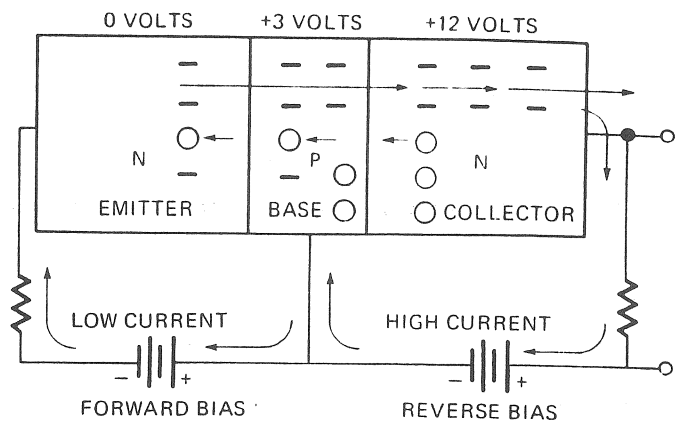 0 VOLTS +3 VOLTS +12 VOLTS
N P N
EMITTER BASE COLLECTOR
LOW CURRENT HIGH CURRENT
− + − +
FORWARD BIAS REVERSE BIAS